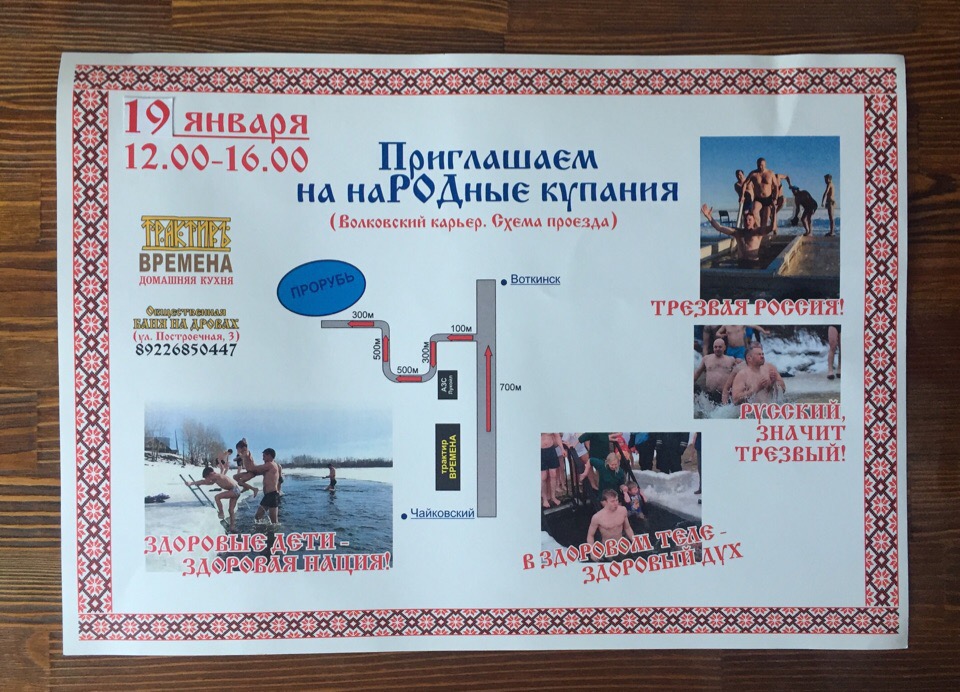 19 января
12.00-16.00
Приглашаем
на наРОДные купания
(Волковский карьер. Схема проезда)
ТРАКТИРЪ
ВРЕМЕНА
ДОМАШНЯЯ КУХНЯ
Общественная
БАНЯ НА ДРОВАХ
(ул. Построечная, 3)
89226850447
ПРОРУБЬ
Воткинск
300м
100м
500м
300м
500м
700м
АЗС
Лукойл
трактир
ВРЕМЕНА
Чайковский
ТРЕЗВАЯ РОССИЯ!
РУССКИЙ,
ЗНАЧИТ
ТРЕЗВЫЙ!
ЗДОРОВЫЕ ДЕТИ –
ЗДОРОВАЯ НАЦИЯ!
В ЗДОРОВОМ ТЕЛЕ -
ЗДОРОВЫЙ ДУХ